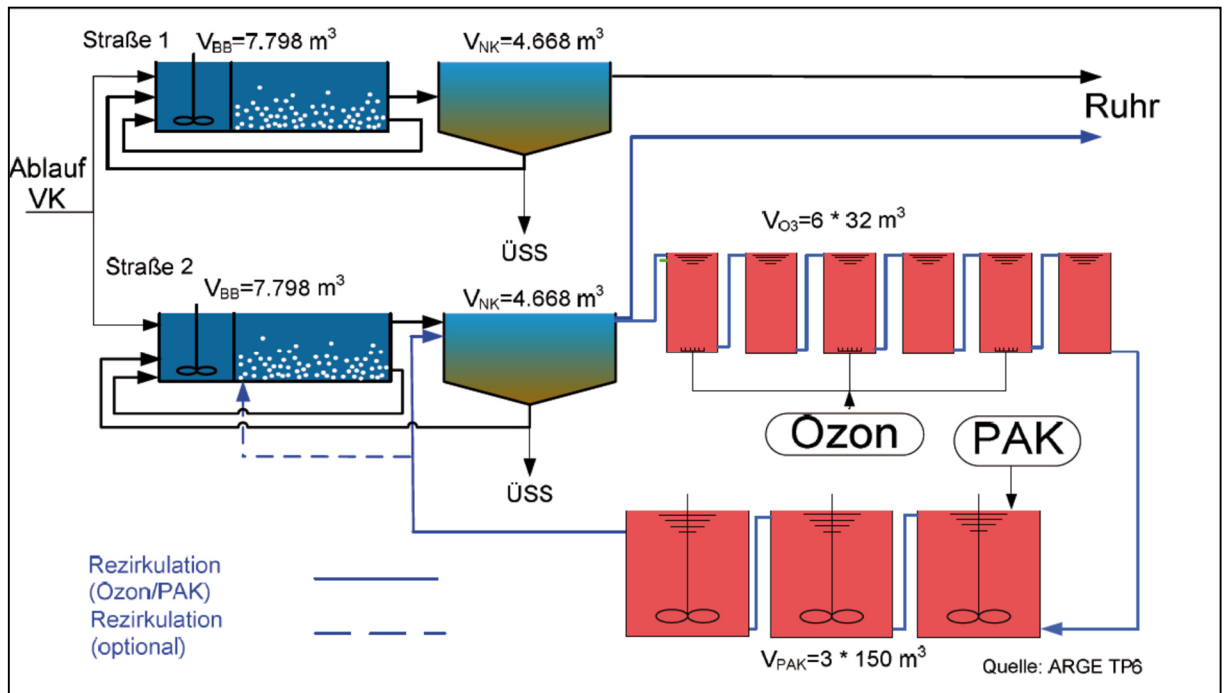 Straße 1
V_BB=7.798 m³
V_NK=4.668 m³
Ruhr
Ablauf
VK
ÜSS
V_O3=6 * 32 m³
Straße 2
V_BB=7.798 m³
V_NK=4.668 m³
Özon
PAK
ÜSS
Rezirkulation
(Özon/PAK)
Rezirkulation
(optional)
V_PAK=3 * 150 m³
Quelle: ARGE TP6